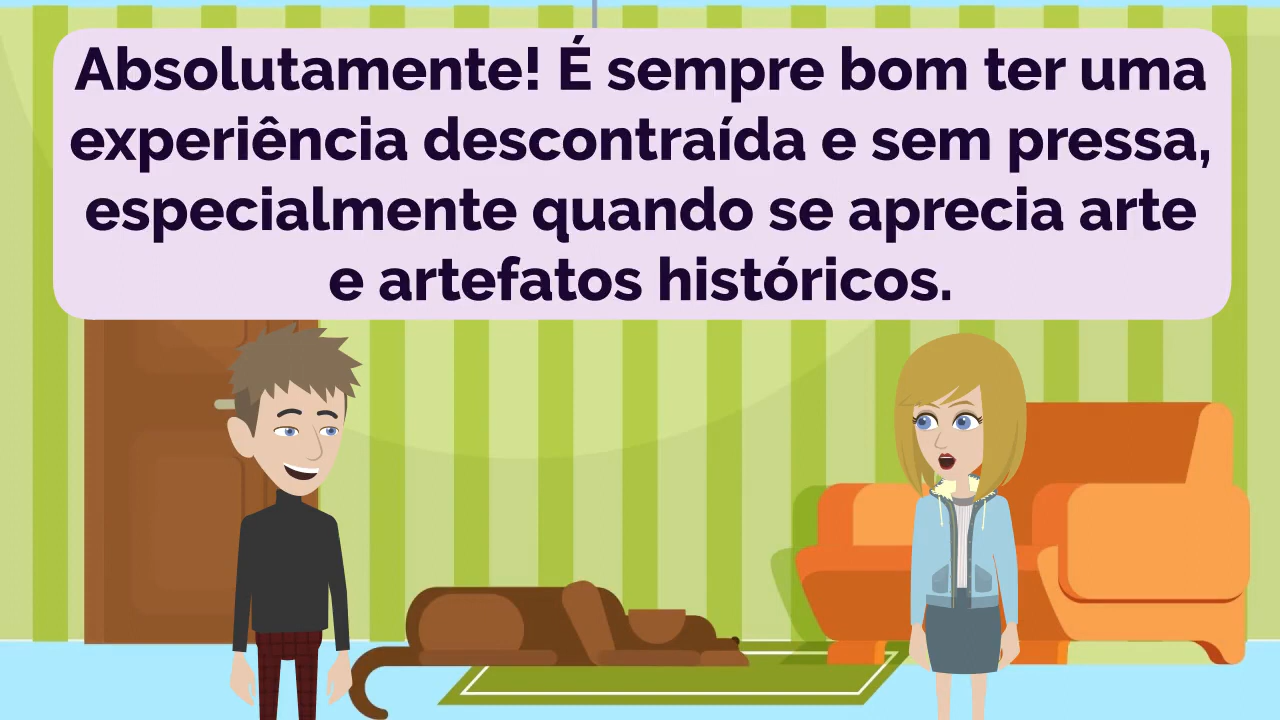 Absolutamente! É sempre bom ter uma
experiência descontraída e sem pressa,
especialmente quando se aprecia arte
e artefatos históricos.